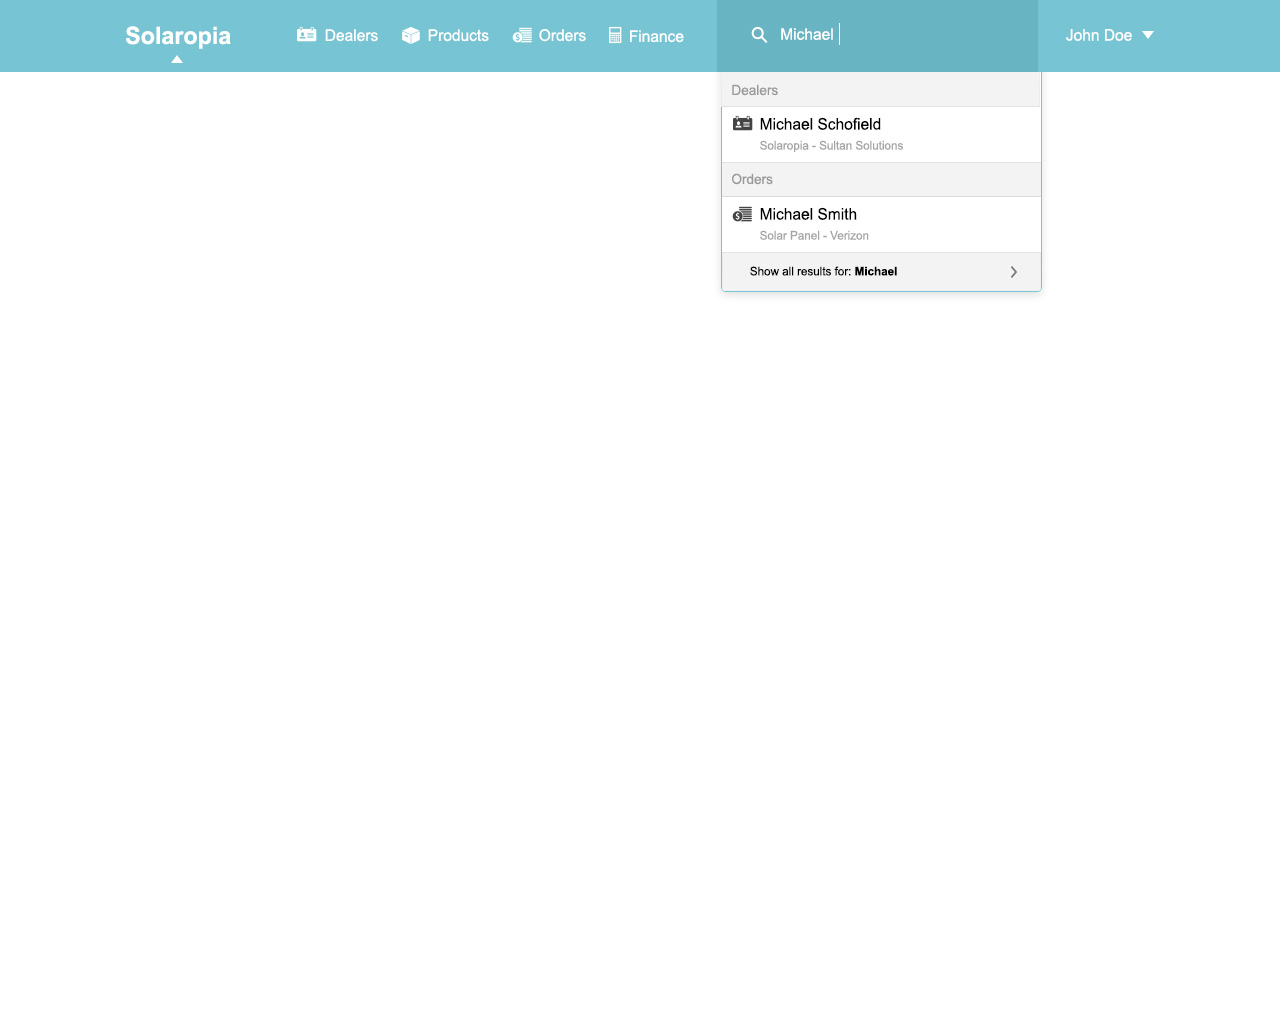 Solaropia
Dealers
Products
Orders
Finance
Michael
John Doe
Dealers
Michael Schofield
Solaropia - Sultan Solutions
Orders
Michael Smith
Solar Panel - Verizon
Show all results for: Michael